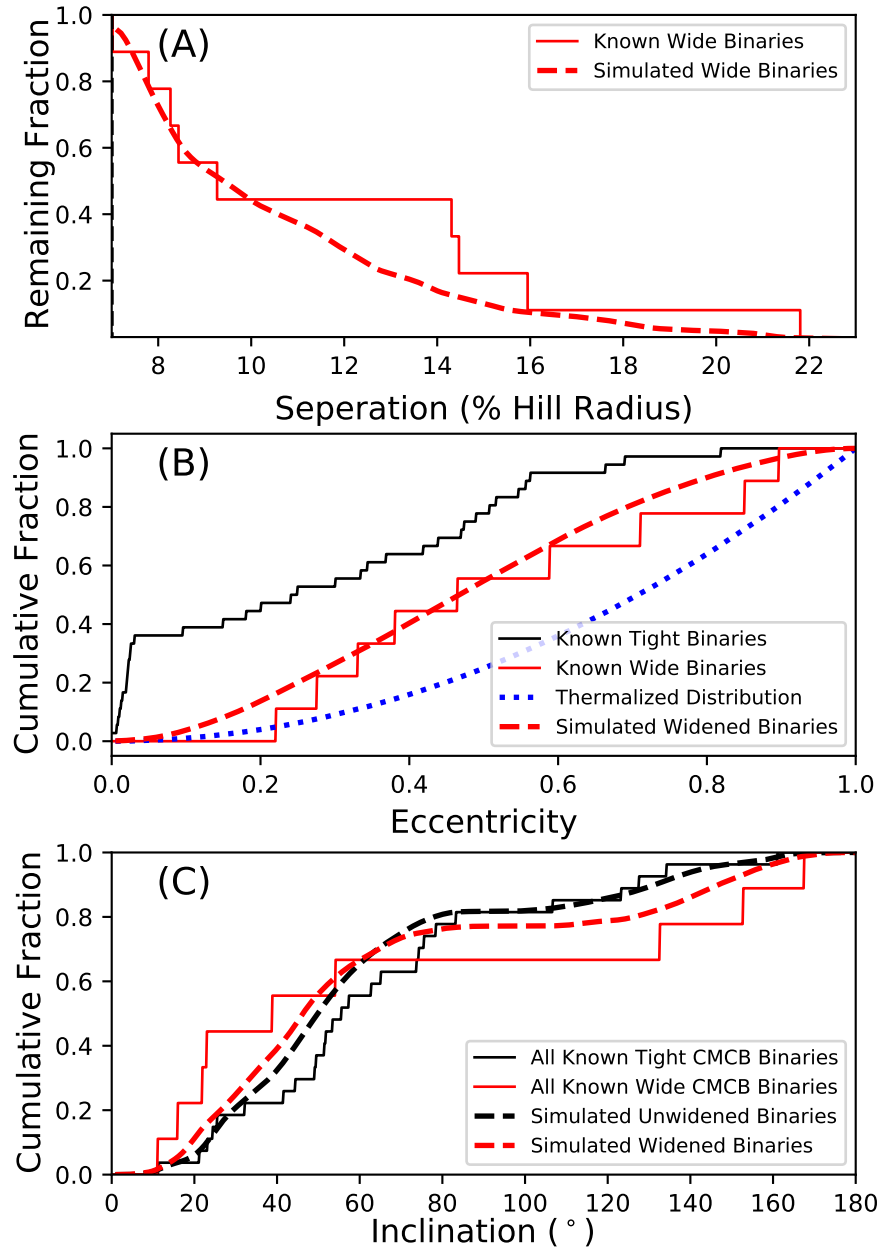 (A)
Known Wide Binaries
Simulated Wide Binaries
Remaining Fraction
1.0
0.8
0.6
0.4
0.2
8 10 12 14 16 18 20 22
Seperation (% Hill Radius)
(B)
Cumulative Fraction
1.0
0.8
0.6
0.4
0.2
0.0
Known Tight Binaries
Known Wide Binaries
Thermalized Distribution
Simulated Widened Binaries
0.0 0.2 0.4 0.6 0.8 1.0
Eccentricity
(C)
Cumulative Fraction
1.0
0.8
0.6
0.4
0.2
0.0
All Known Tight CMCB Binaries
All Known Wide CMCB Binaries
Simulated Unwidened Binaries
Simulated Widened Binaries
0 20 40 60 80 100 120 140 160 180
Inclination (°)